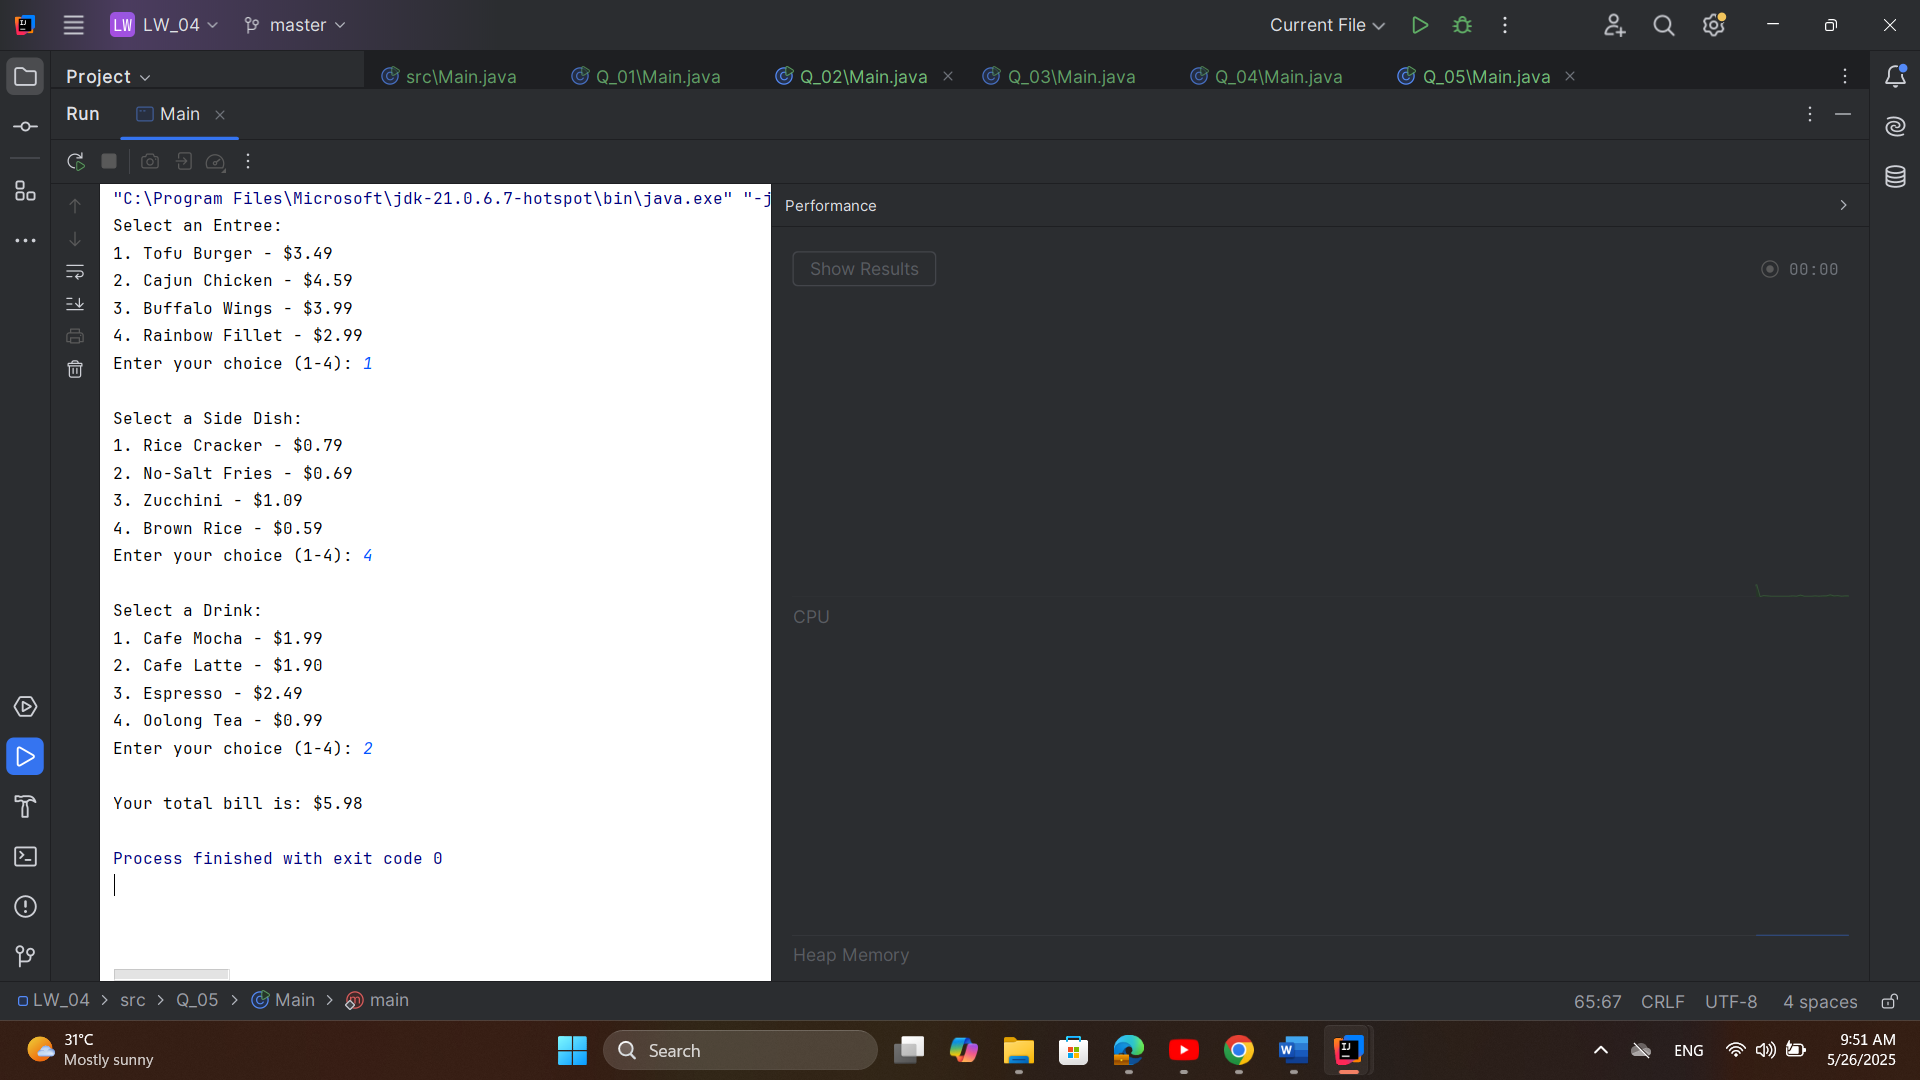 LW LW_04 master Current File
Project src\Main.java Q_01\Main.java Q_02\Main.java Q_03\Main.java Q_04\Main.java Q_05\Main.java
Run Main
"C:\Program Files\Microsoft\jdk-21.0.6.7-hotspot\bin\java.exe" "-j
Select an Entree:
1. Tofu Burger - $3.49
2. Cajun Chicken - $4.59
3. Buffalo Wings - $3.99
4. Rainbow Fillet - $2.99
Enter your choice (1-4): 1
Select a Side Dish:
1. Rice Cracker - $0.79
2. No-Salt Fries - $0.69
3. Zucchini - $1.09
4. Brown Rice - $0.59
Enter your choice (1-4): 4
Select a Drink:
1. Cafe Mocha - $1.99
2. Cafe Latte - $1.90
3. Espresso - $2.49
4. Oolong Tea - $0.99
Enter your choice (1-4): 2
Your total bill is: $5.98
Process finished with exit code 0
Performance
Show Results 00:00
CPU
Heap Memory
LW_04 src Q_05 Main main 65:67 CRLF UTF-8 4 spaces
31°C
Mostly sunny
Search
ENG
9:51 AM
5/26/2025